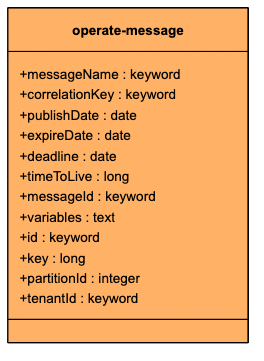 operate-message
+messageName : keyword
+correlationKey : keyword
+publishDate : date
+expireDate : date
+deadline : date
+timeToLive : long
+messageId : keyword
+variables : text
+id : keyword
+key : long
+partitionId : integer
+tenantId : keyword